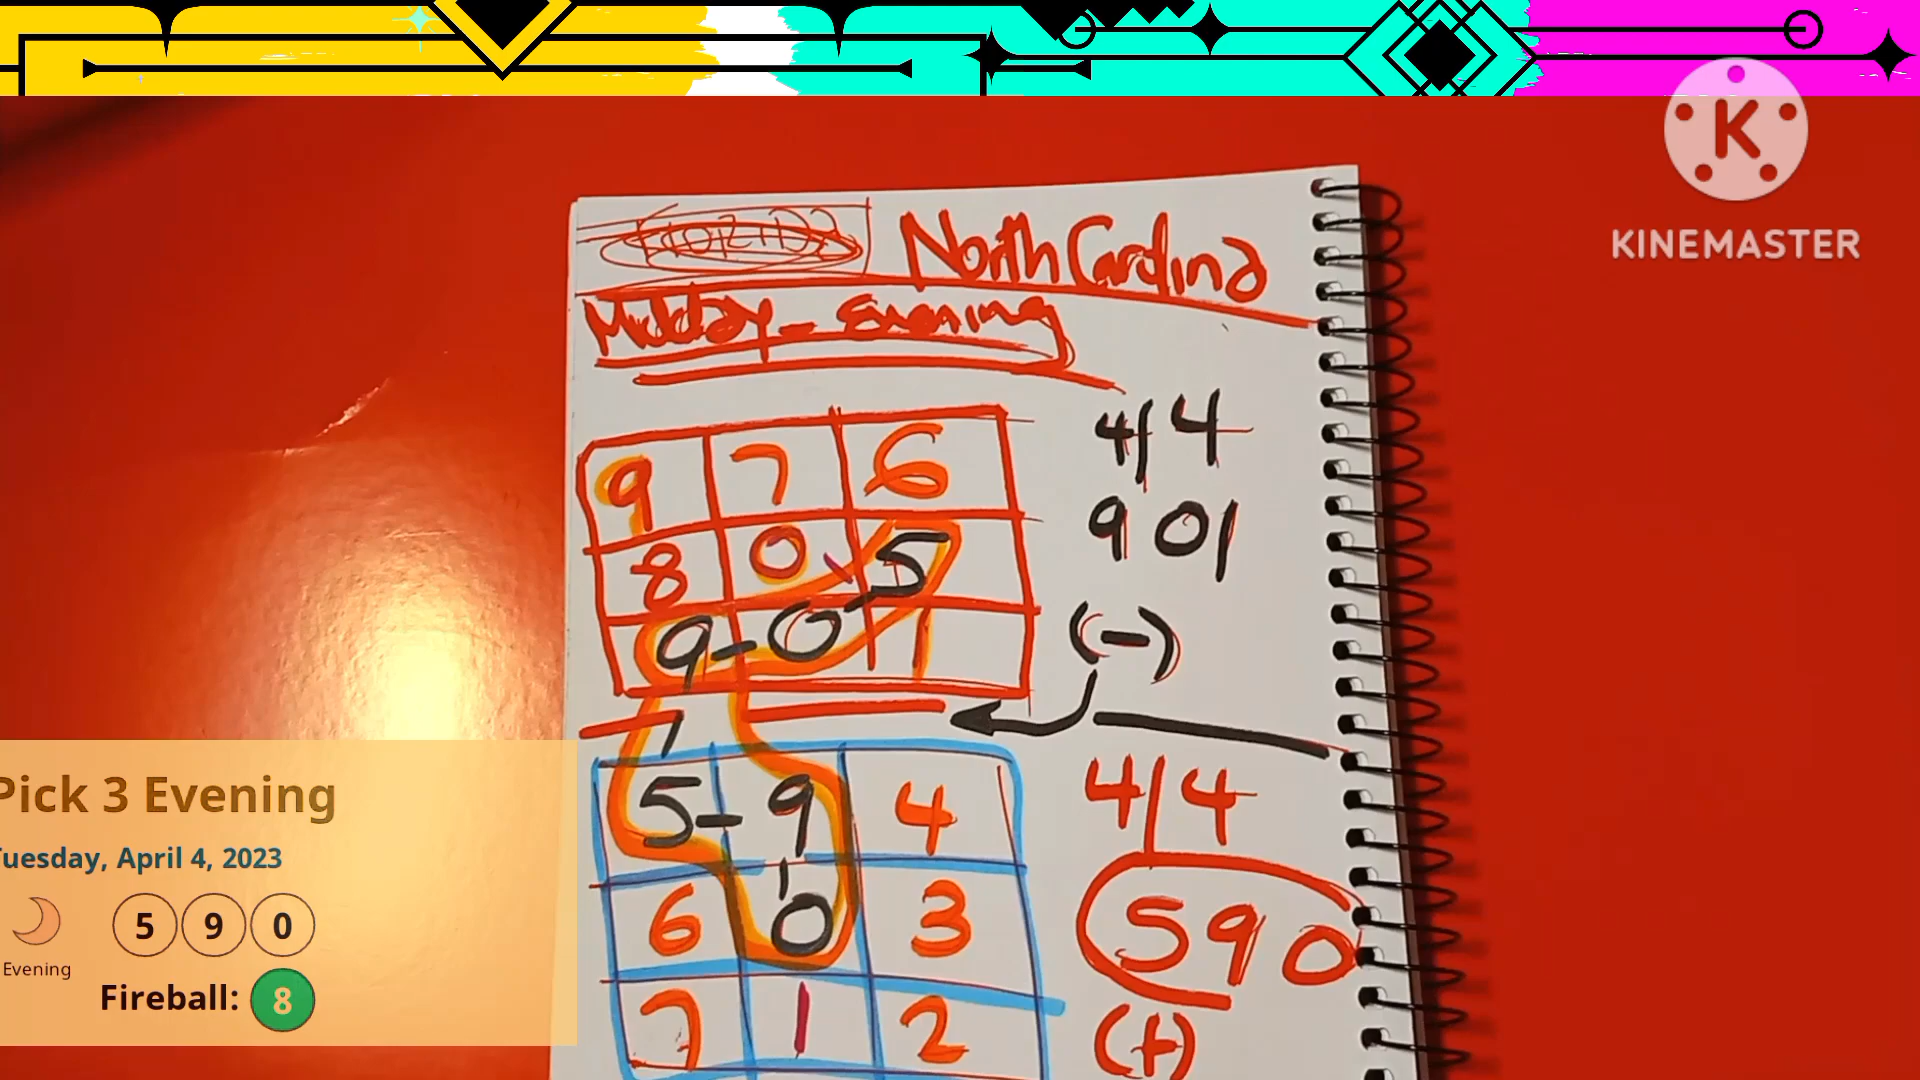 K
KINEMASTER
FLORIDA
North Carolina
Midday - Evening
9 7 6
8 0 5
9-0-1
4/4
901
(-)
5-9 4
6 0 3
7 1 2
4/4
590
(+)
Pick 3 Evening
Tuesday, April 4, 2023
5 9 0
Evening
Fireball: 8